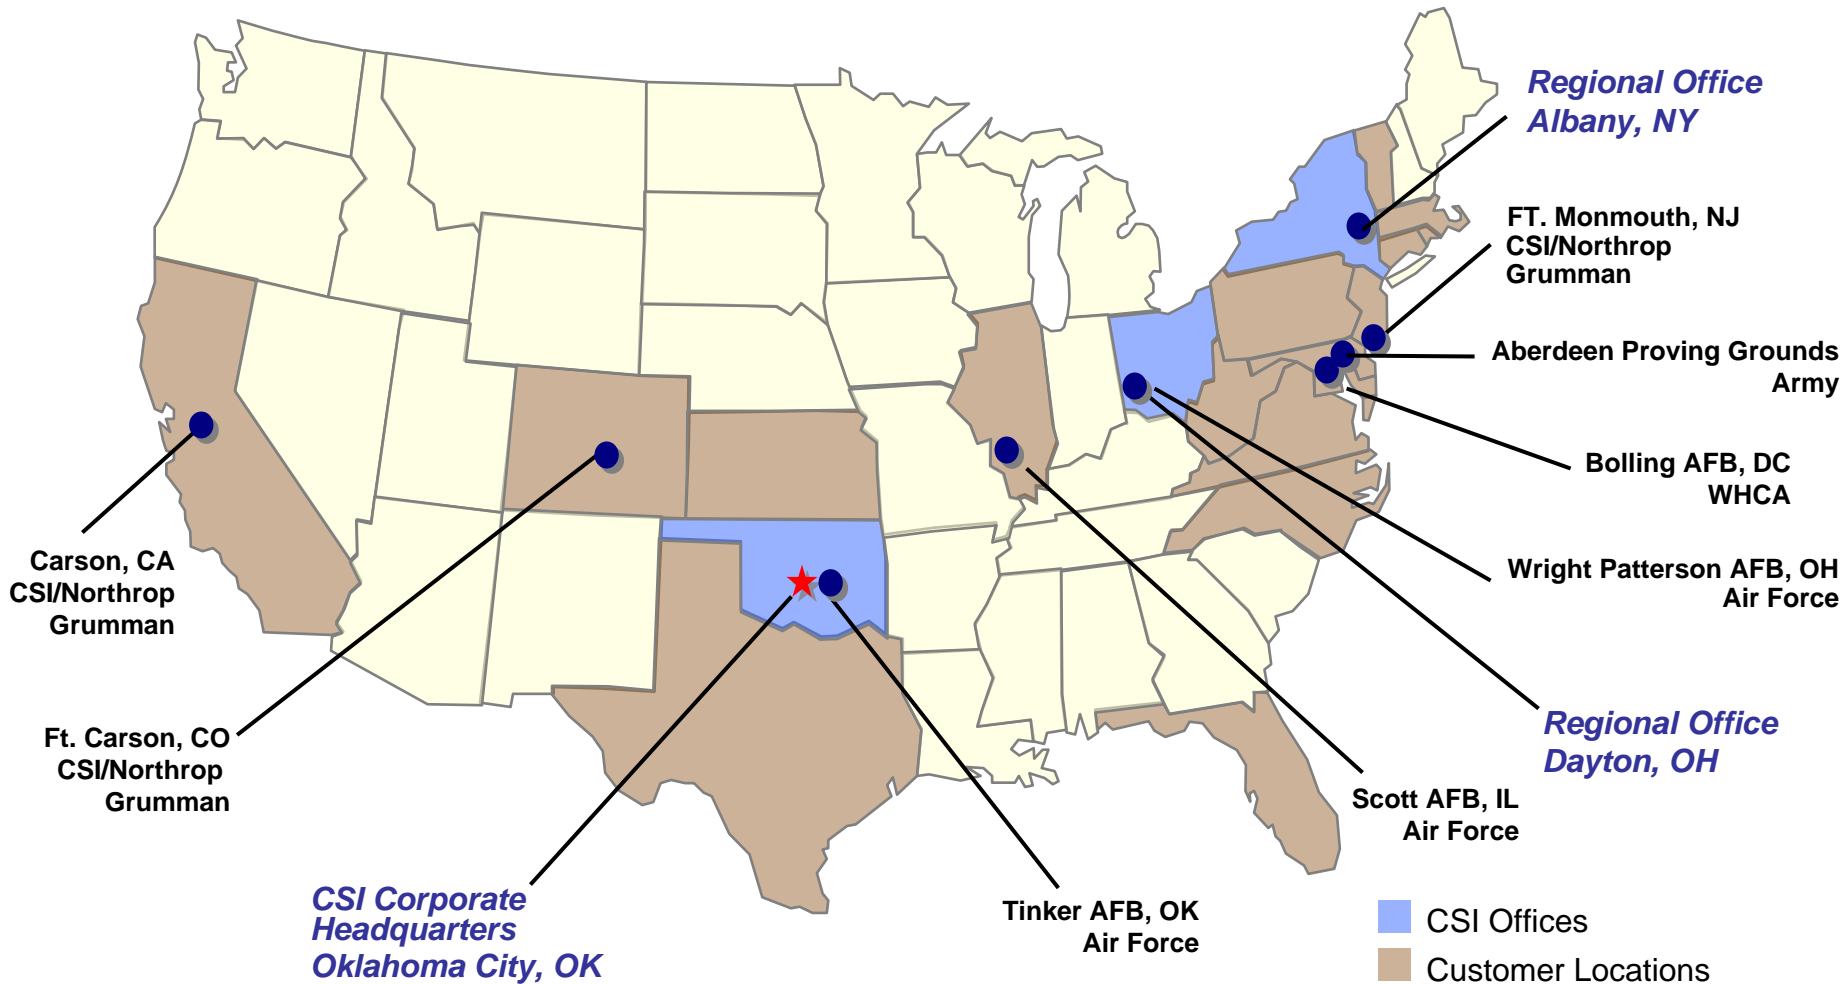 Regional Office
Albany, NY
FT. Monmouth, NJ
CSI/Northrop
Grumman
Aberdeen Proving Grounds
Army
Bolling AFB, DC
WHCA
Wright Patterson AFB, OH
Air Force
Regional Office
Dayton, OH
Scott AFB, IL
Air Force
Tinker AFB, OK
Air Force
CSI Corporate
Headquarters
Oklahoma City, OK
Ft. Carson, CO
CSI/Northrop
Grumman
Carson, CA
CSI/Northrop
Grumman
CSI Offices
Customer Locations